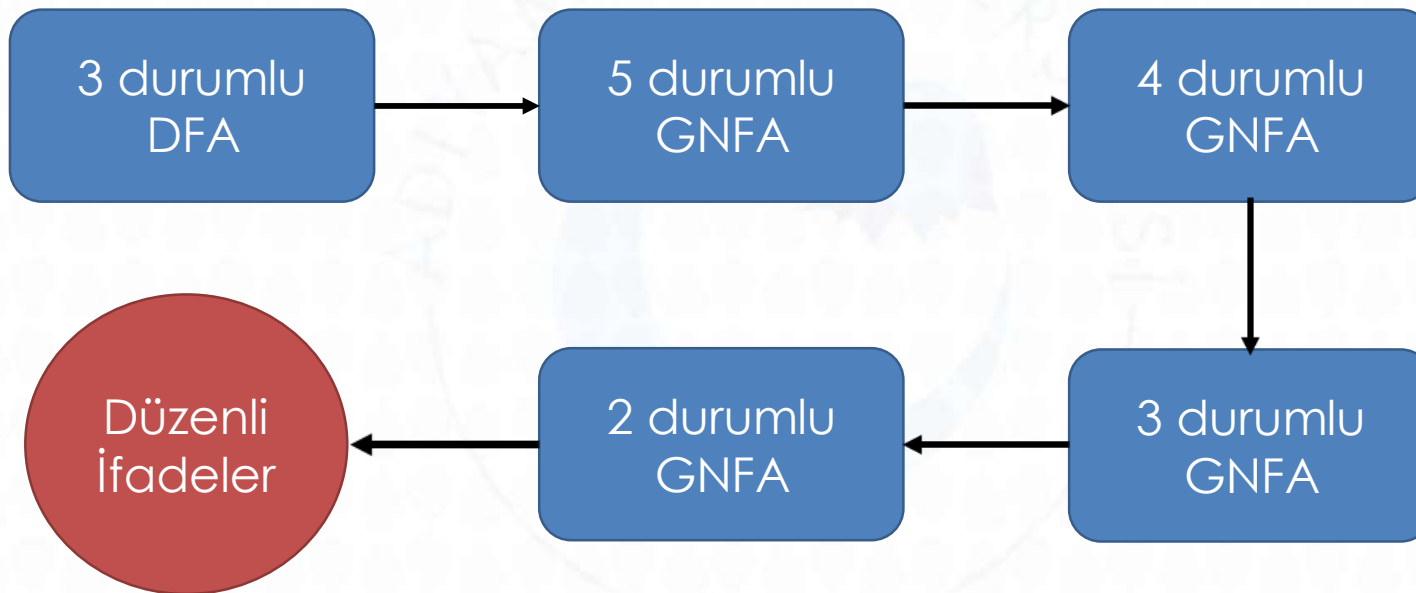 3 durumlu
DFA
5 durumlu
GNFA
4 durumlu
GNFA
3 durumlu
GNFA
2 durumlu
GNFA
Düzenli
İfadeler